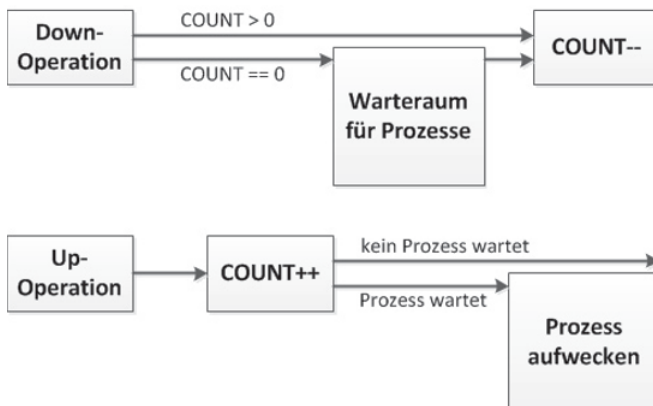 Down-
Operation
COUNT > 0
COUNT == 0
Warteraum
für Prozesse
COUNT--
Up-
Operation
COUNT++
kein Prozess wartet
Prozess wartet
Prozess
aufwecken